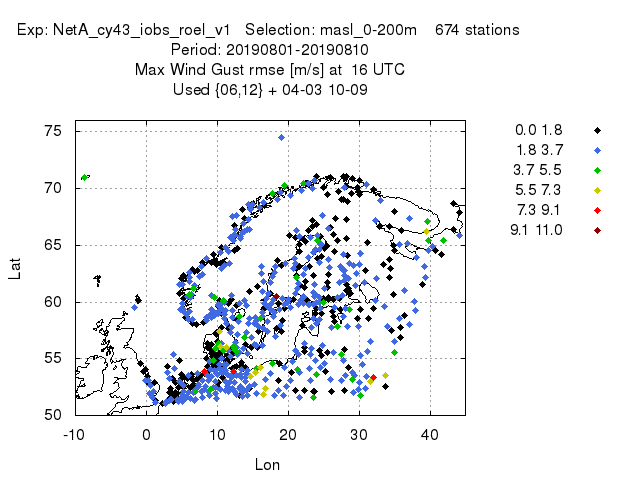 Exp: NetA_cy43_iobs_roel_v1 Selection: masl_0-200m 674 stations
Period: 20190801-20190810
Max Wind Gust rmse [m/s] at 16 UTC
Used {06,12} + 04-03 10-09
0.0 1.8
1.8 3.7
3.7 5.5
5.5 7.3
7.3 9.1
9.1 11.0
75
70
65
60
55
50
Lat
-10 0 10 20 30 40
Lon